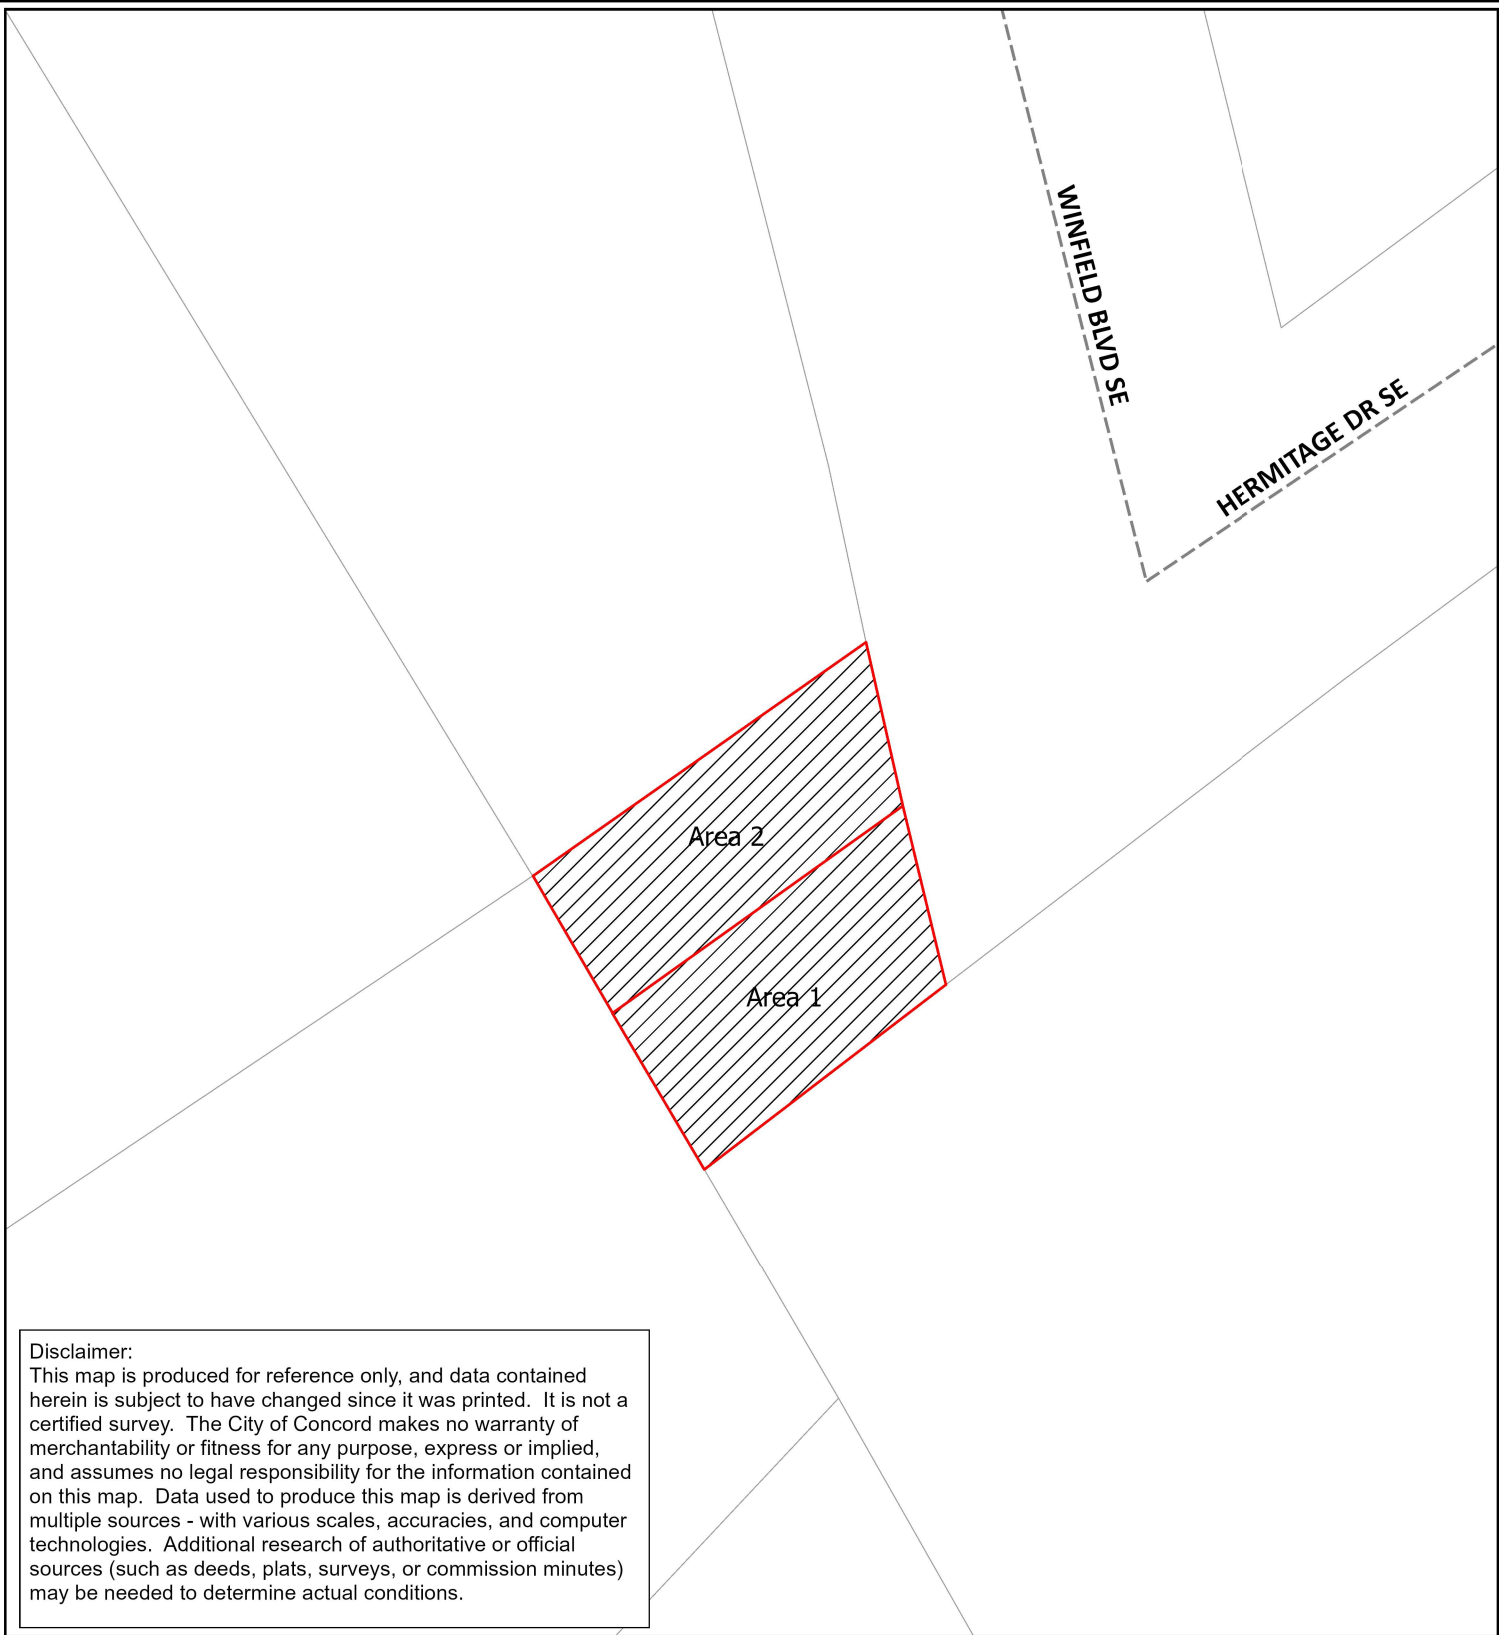 WINFIELD BLVD SE
HERMITAGE DR SE
Area 2
Area 1
Disclaimer:
This map is produced for reference only, and data contained
herein is subject to have changed since it was printed.  It is not a
certified survey.  The City of Concord makes no warranty of
merchantability or fitness for any purpose, express or implied,
and assumes no legal responsibility for the information contained
on this map.  Data used to produce this map is derived from
multiple sources - with various scales, accuracies, and computer
technologies.  Additional research of authoritative or official
sources (such as deeds, plats, surveys, or commission minutes)
may be needed to determine actual conditions.